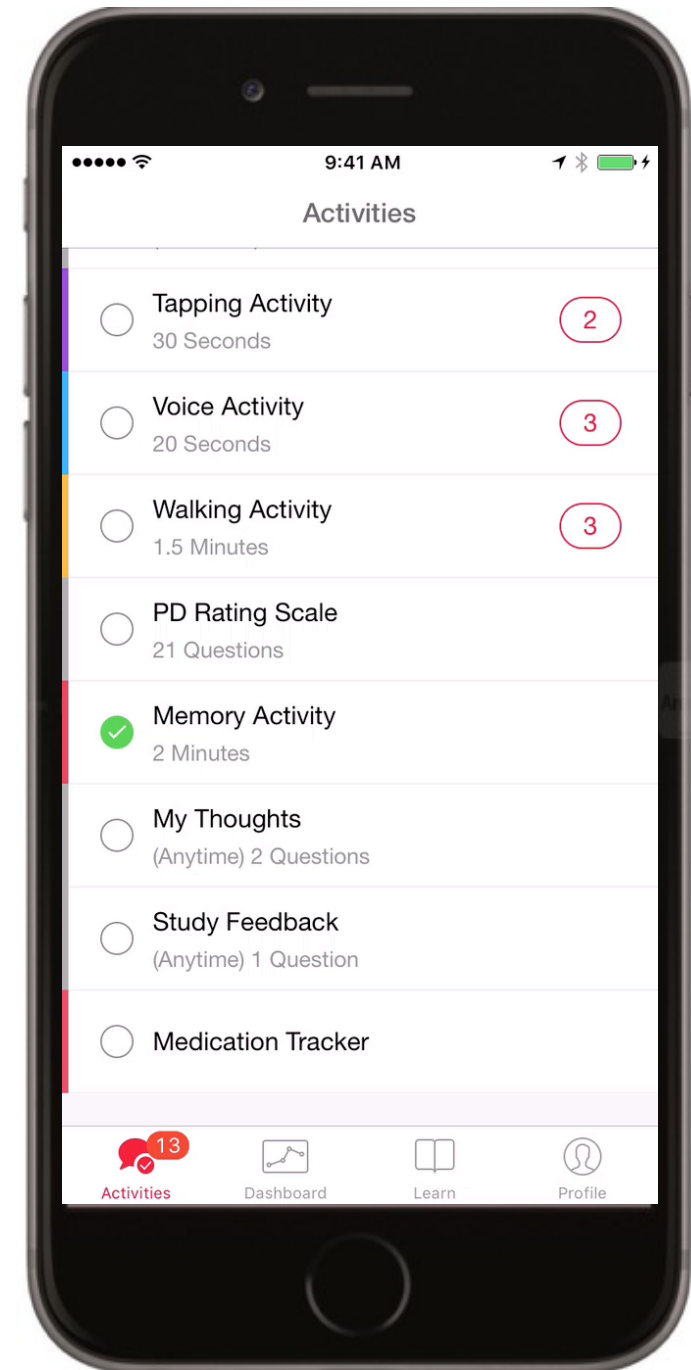 9:41 AM
Activities
Tapping Activity
30 Seconds
2
Voice Activity
20 Seconds
3
Walking Activity
1.5 Minutes
3
PD Rating Scale
21 Questions
Memory Activity
2 Minutes
My Thoughts
(Anytime) 2 Questions
Study Feedback
(Anytime) 1 Question
Medication Tracker
13
Activities Dashboard Learn Profile